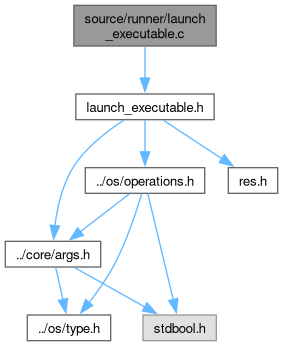 source/runner/launch
_executable.c
launch_executable.h
../os/operations.h
res.h
../core/args.h
../os/type.h
stdbool.h